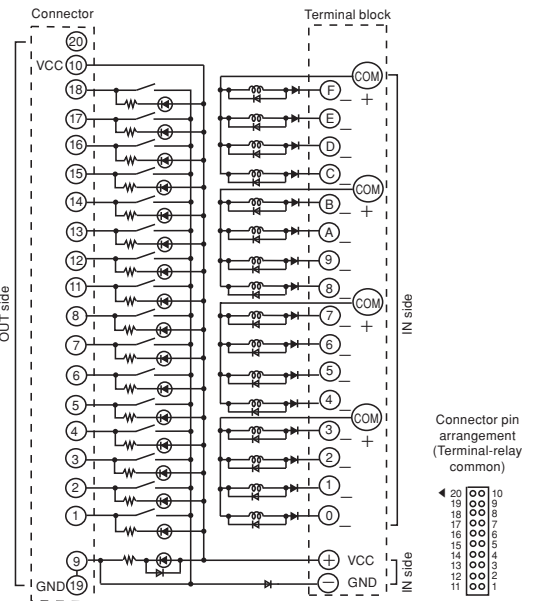 Connector Terminal block
20
VCC 10 COM
18 F _ +
17 E _
16 D _
15 C _
COM
14 B _ +
13 A _
12 9 _
11 8 _
COM
8 7 _ +
7 6 _
6 5 _
5 4 _
COM
4 3 _ +
3 2 _
2 1 _
1 0 _
9 + VCC
GND 19 − GND
OUT side
IN side
IN side
Connector pin
arrangement
(Terminal-relay
common)
20 10
19 9
18 8
17 7
16 6
15 5
14 4
13 3
12 2
11 1